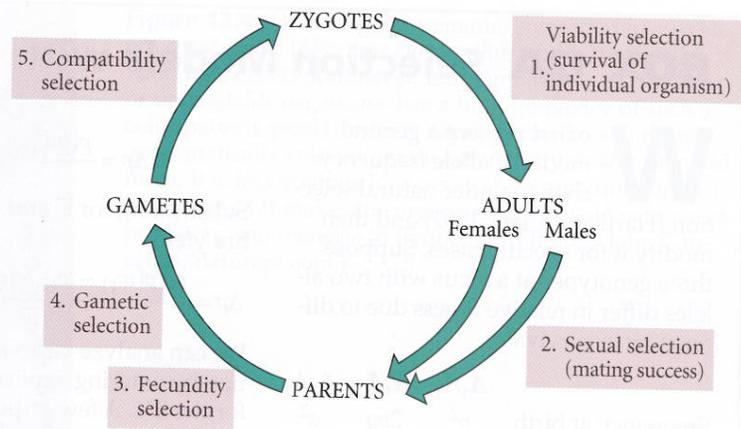 ZYGOTES
Viability selection
1. (survival of
individual organism)
5. Compatibility
selection
GAMETES
ADULTS
Females Males
4. Gametic
selection
2. Sexual selection
(mating success)
3. Fecundity
selection
PARENTS